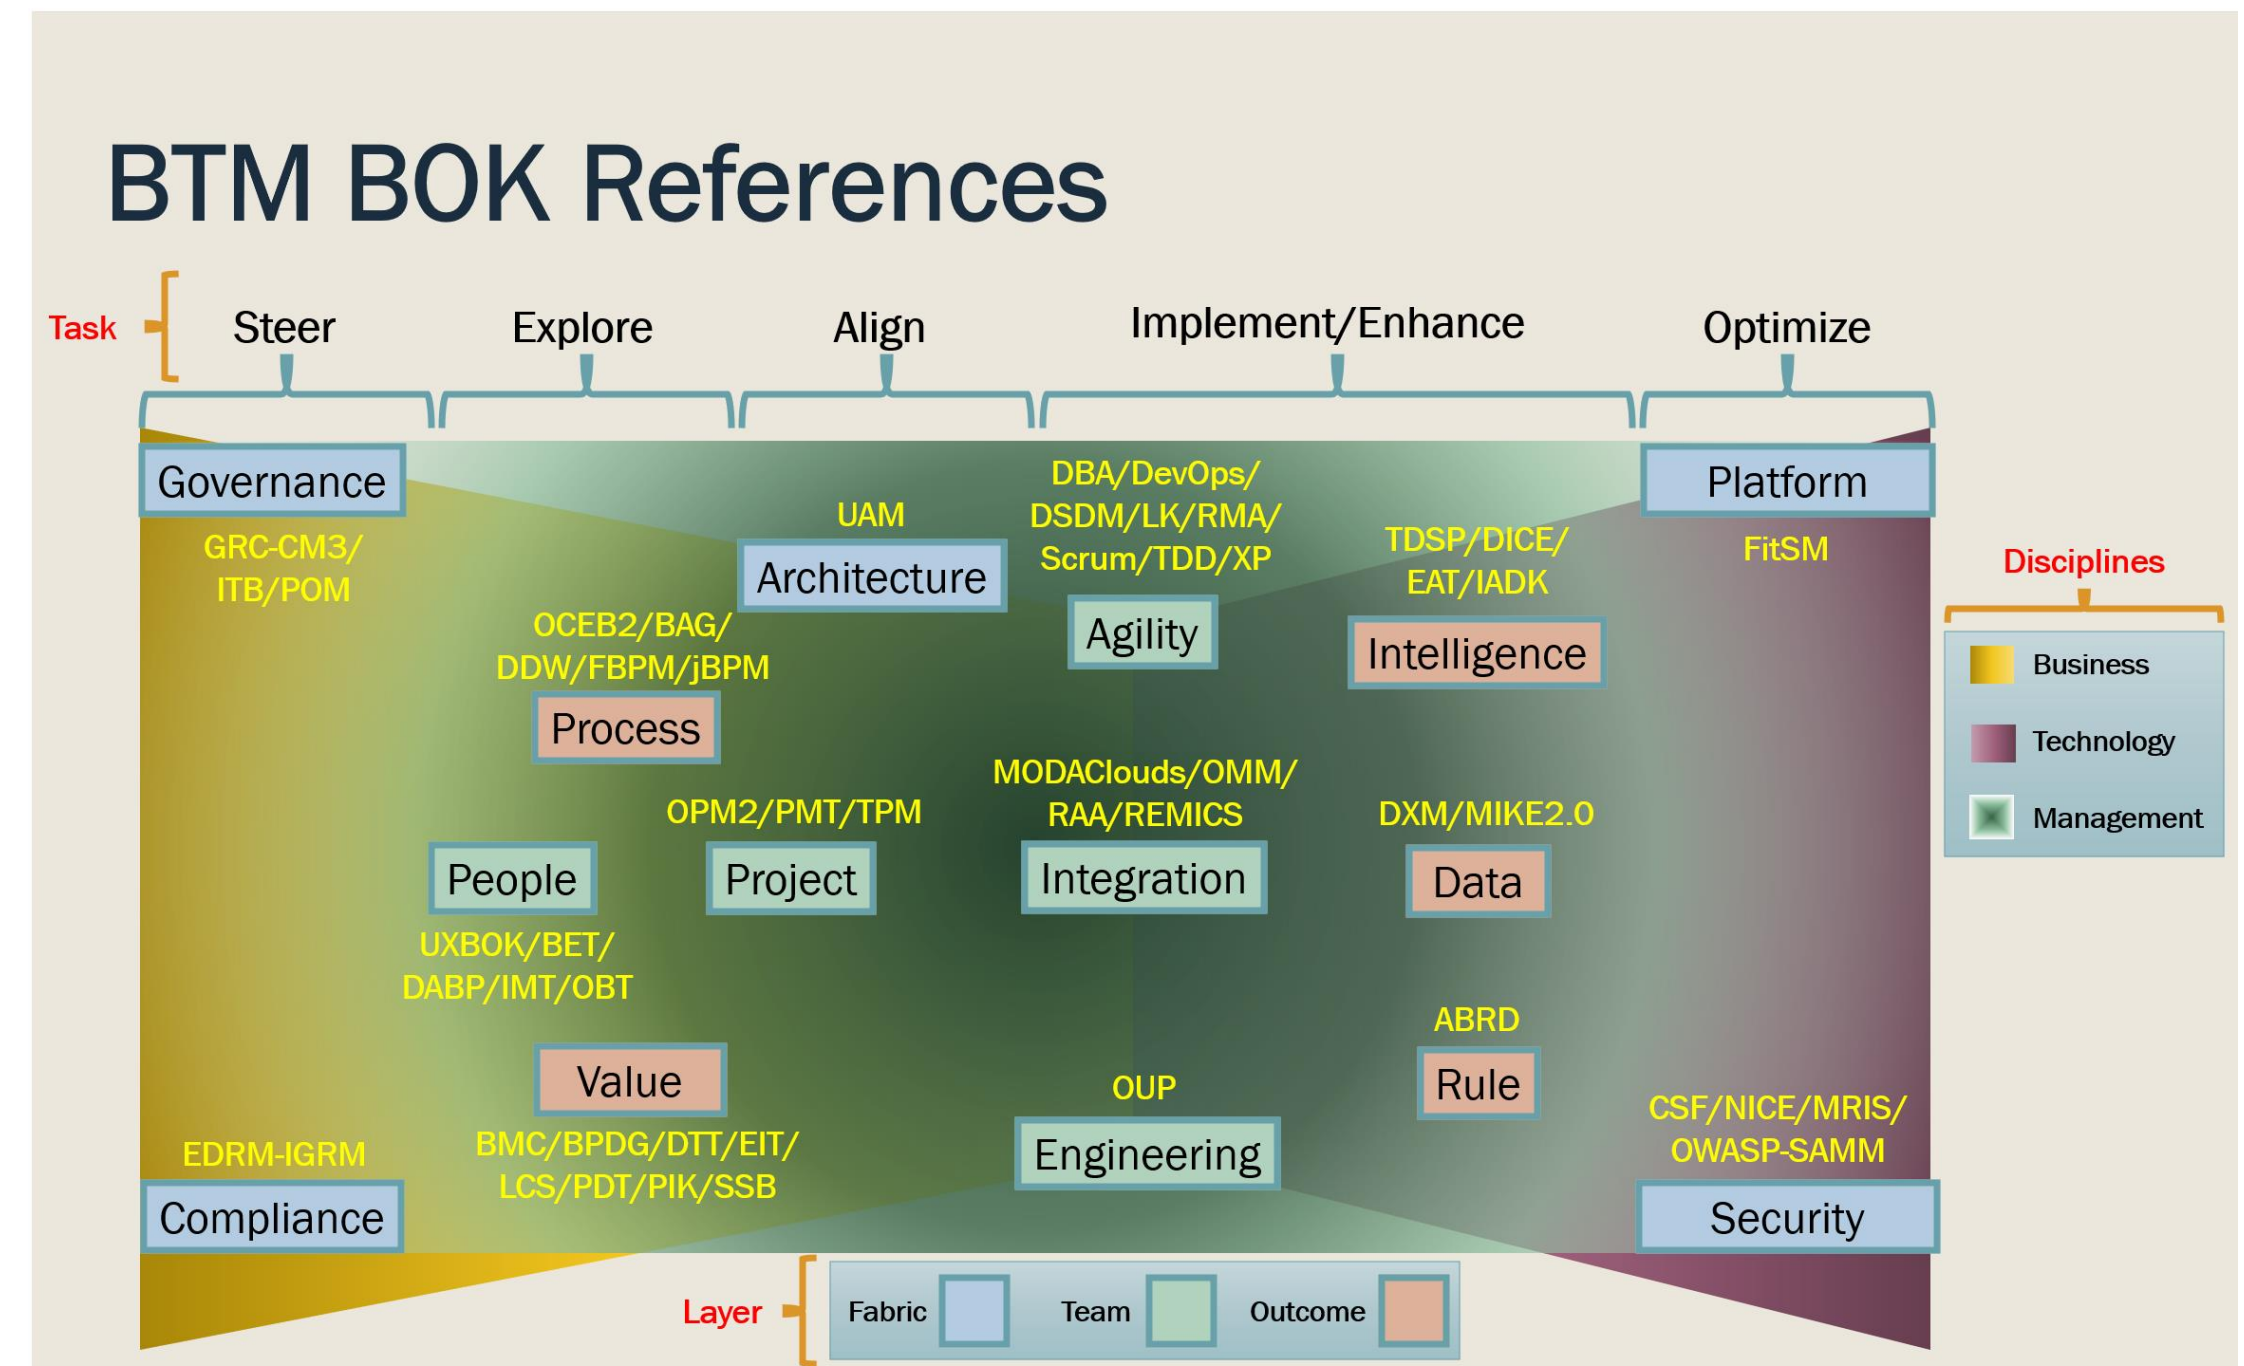 BTM BOK References
Task
Steer
Explore
Align
Implement/Enhance
Optimize
Governance
GRC-CM3/
ITB/POM
UAM
Architecture
DBA/DevOps/
DSDM/LK/RMA/
Scrum/TDD/XP
Agility
TDSP/DICE/
EAT/IADK
Intelligence
Platform
FitSM
OCEB2/BAG/
DDW/FBPM/jBPM
Process
Disciplines
Business
Technology
Management
OPM2/PMT/TPM
Project
People
UXBOK/BET/
DABP/IMT/OBT
MODAClouds/OMM/
RAA/REMICS
Integration
DXM/MIKE2.0
Data
Value
BMC/BPDG/DTT/EIT/
LCS/PDT/PIK/SSB
OUP
Engineering
ABRD
Rule
EDRM-IGRM
Compliance
CSF/NICE/MRIS/
OWASP-SAMM
Security
Layer
Fabric
Team
Outcome